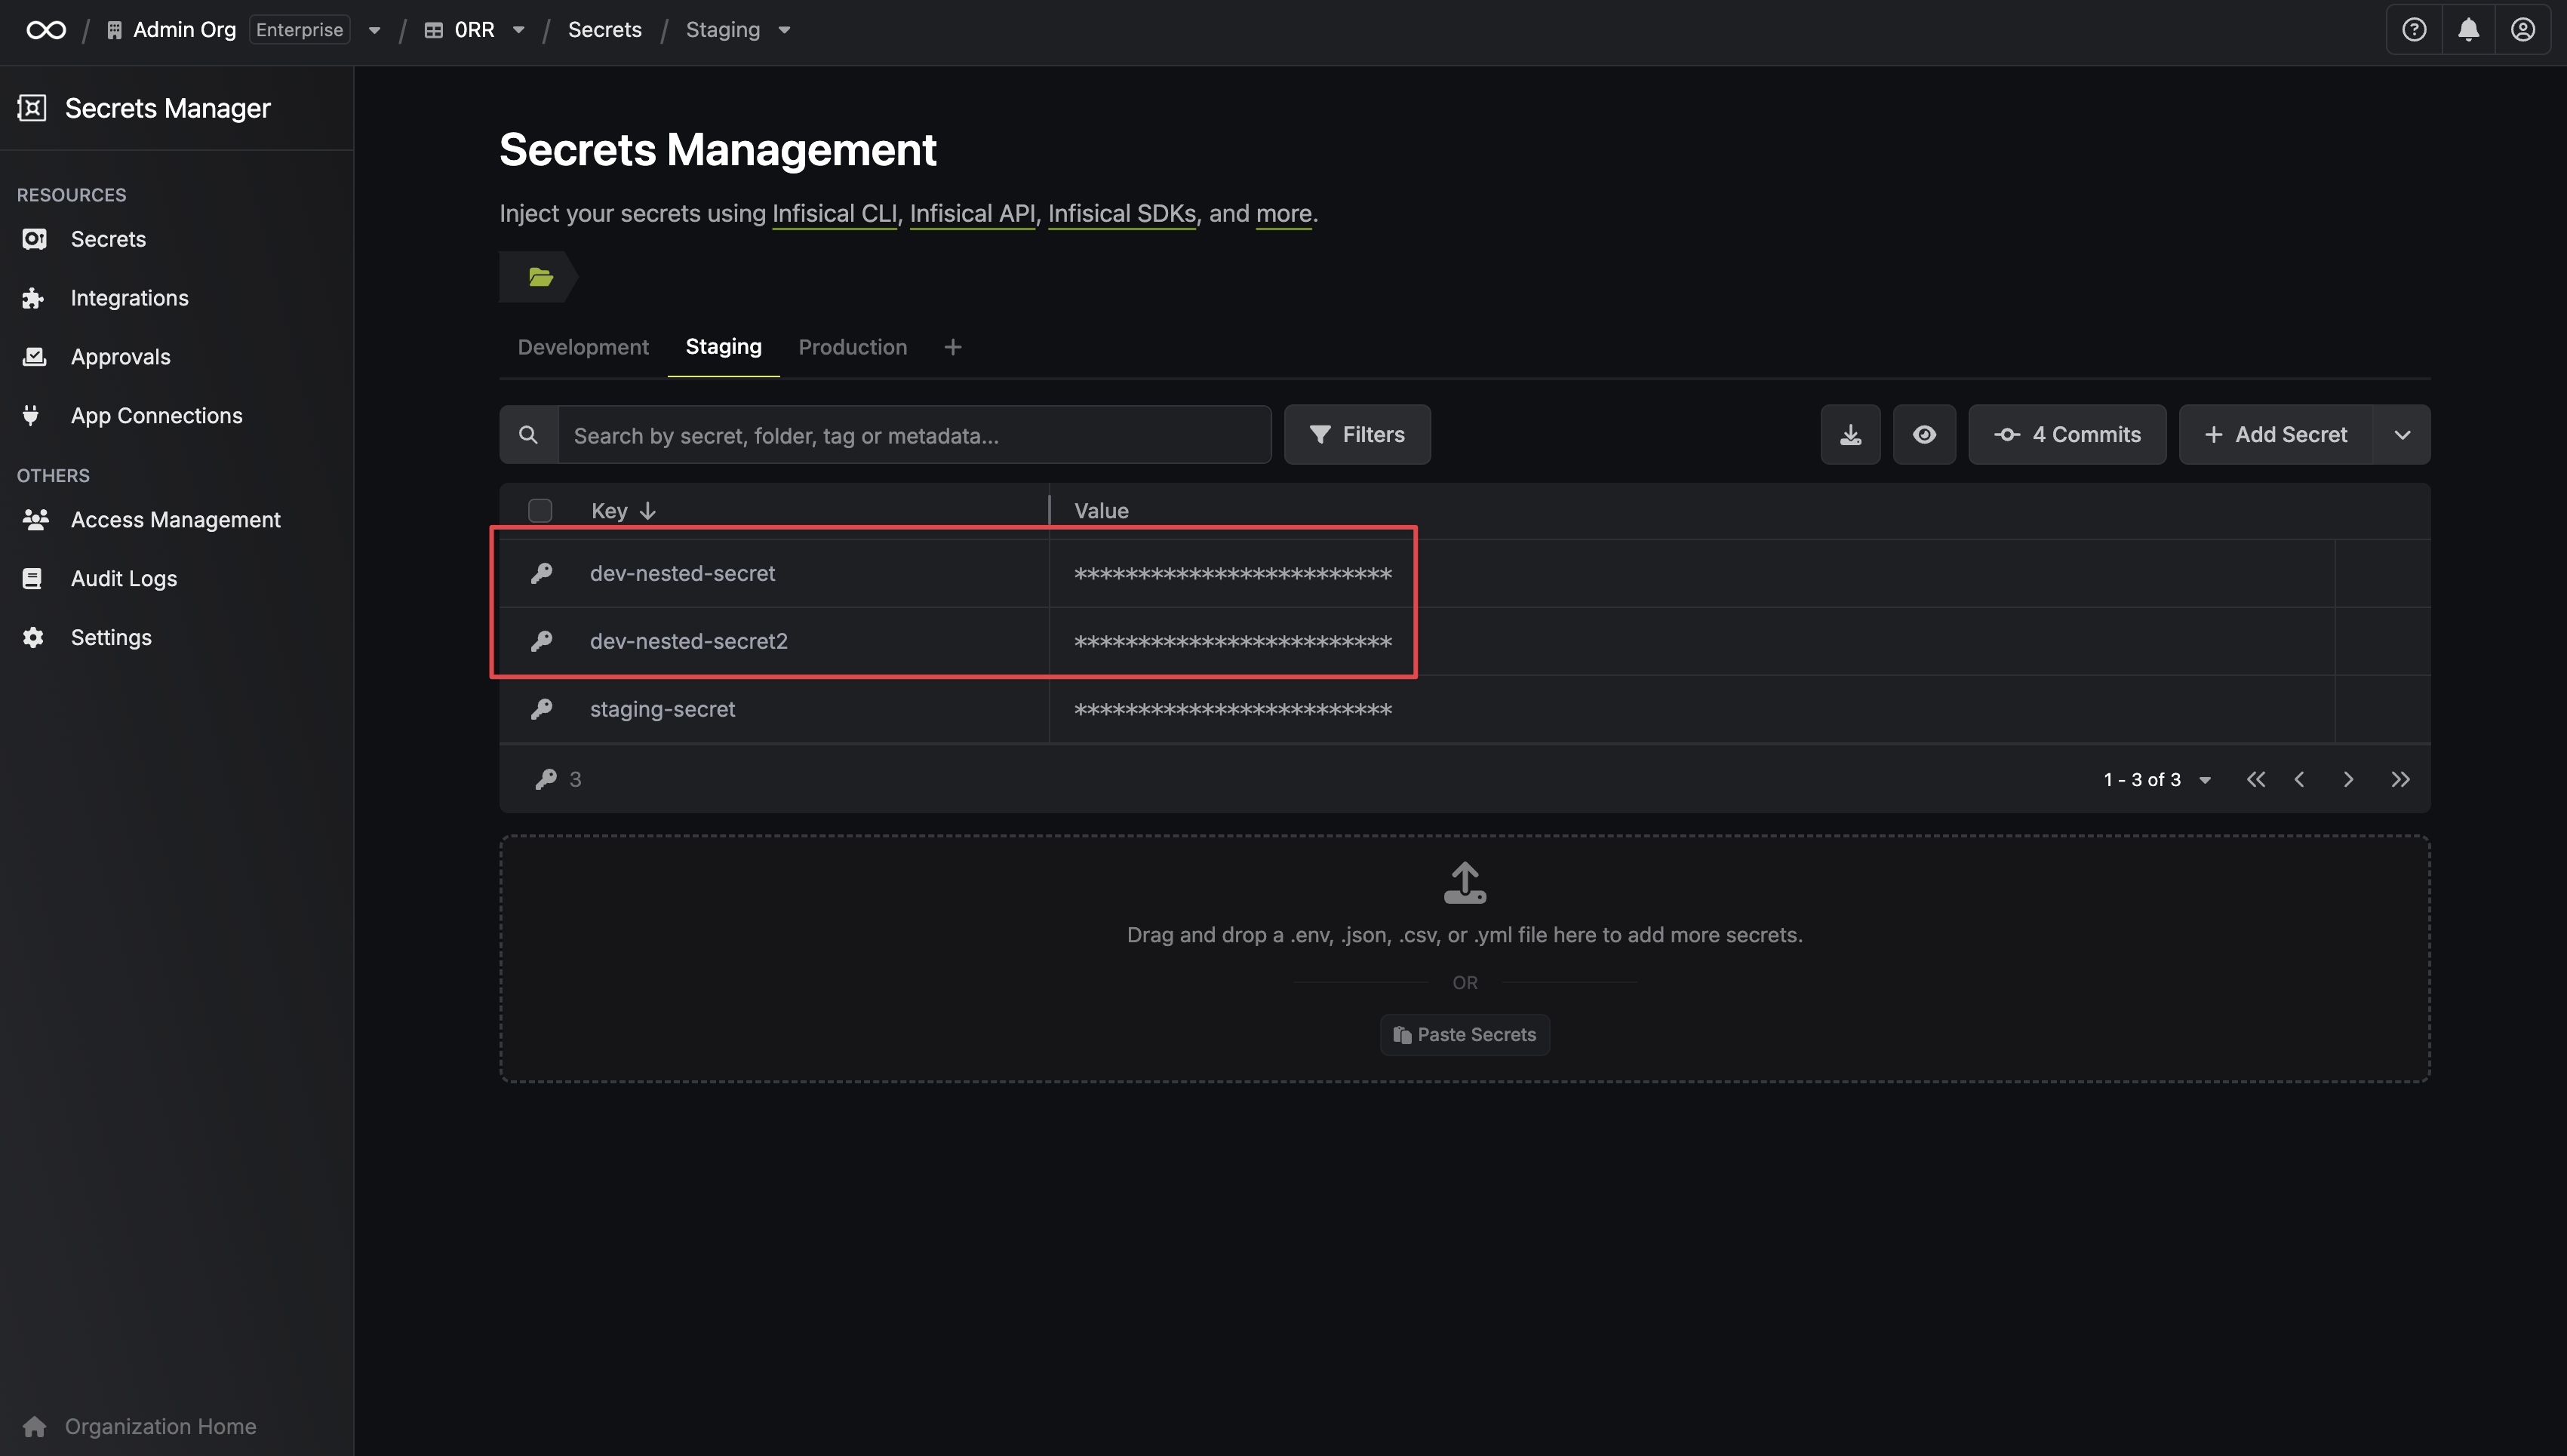 / Admin Org Enterprise / 0RR / Secrets / Staging
Secrets Manager
RESOURCES
Secrets
Integrations
Approvals
App Connections
OTHERS
Access Management
Audit Logs
Settings
Organization Home
Secrets Management
Inject your secrets using Infisical CLI, Infisical API, Infisical SDKs, and more.
Development Staging Production +
Search by secret, folder, tag or metadata...
Filters
4 Commits
+ Add Secret
Key Value
dev-nested-secret *************************
dev-nested-secret2 *************************
staging-secret *************************
3
1 - 3 of 3
Drag and drop a .env, .json, .csv, or .yml file here to add more secrets.
OR
Paste Secrets